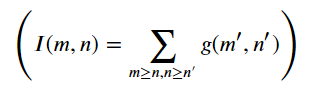 ( I(m, n) = ∑_{m≥n,n≥n′} g(m′, n′) )